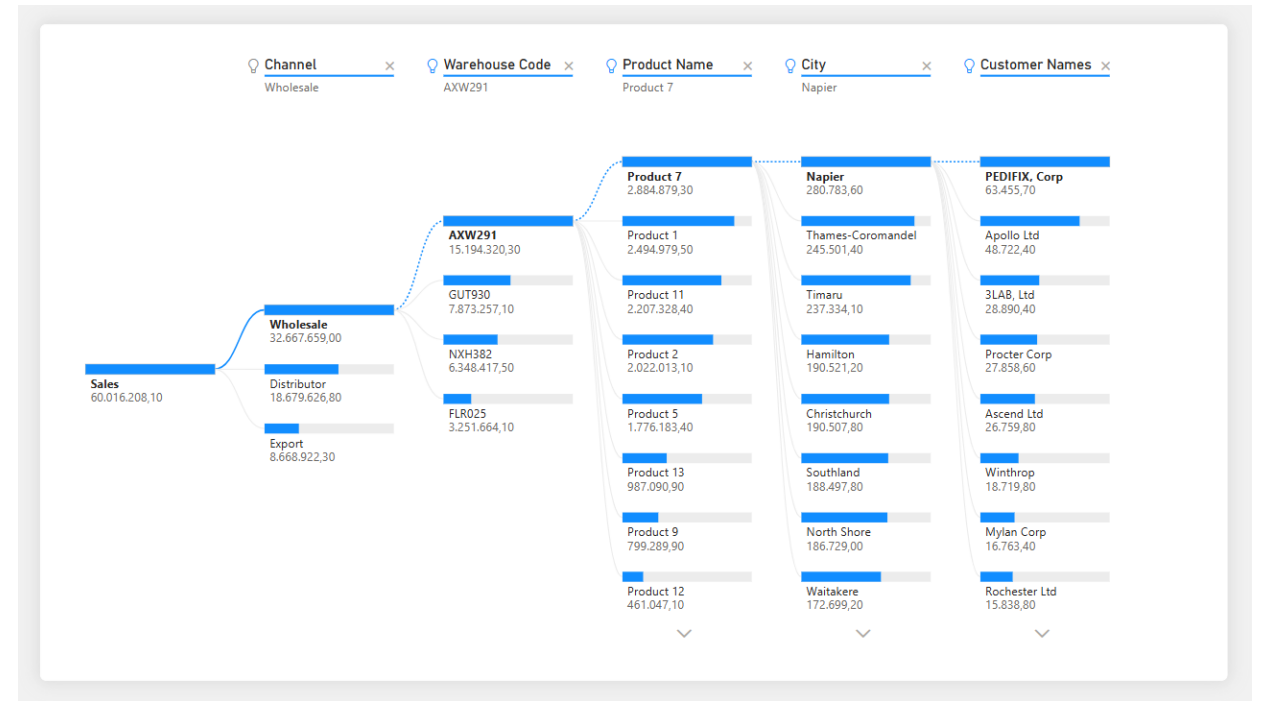 Channel
Wholesale
Warehouse Code
AXW291
Product Name
Product 7
City
Napier
Customer Names
Sales
60.016.208,10
Wholesale
32.667.659,00
Distributor
18.679.626,80
Export
8.668.922,30
AXW291
15.194.320,30
GUT930
7.873.257,10
NXH382
6.348.417,50
FLR025
3.251.664,10
Product 7
2.884.879,30
Product 1
2.494.979,50
Product 11
2.207.328,40
Product 2
2.022.013,10
Product 5
1.776.183,40
Product 13
987.090,90
Product 9
799.289,90
Product 12
461.047,10
Napier
280.783,60
Thames-Coromandel
245.501,40
Timaru
237.334,10
Hamilton
190.521,20
Christchurch
190.507,80
Southland
188.497,80
North Shore
186.729,00
Waitakere
172.699,20
PEDIFIX, Corp
63.455,70
Apollo Ltd
48.722,40
3LAB, Ltd
28.890,40
Procter Corp
27.858,60
Ascend Ltd
26.759,80
Winthrop
18.719,80
Mylan Corp
16.763,40
Rochester Ltd
15.838,80